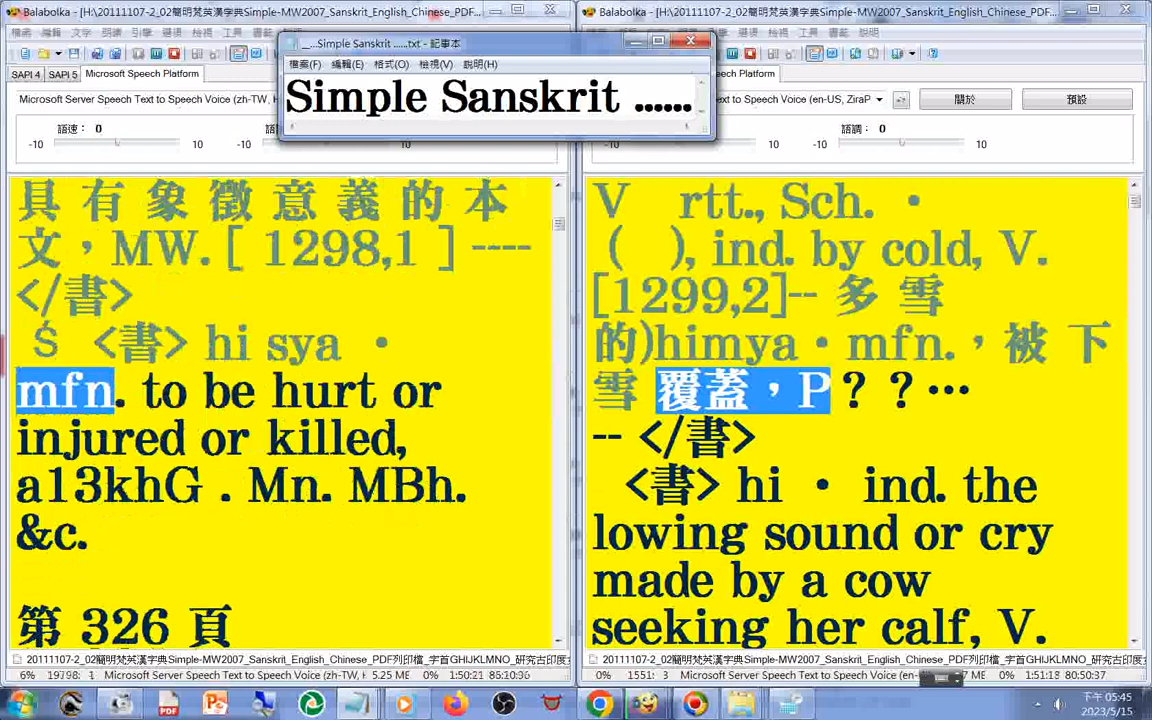 Balabolka - [H:\20111107-2_02簡明梵英漢字典Simple-MW2007_Sanskrit_English_Chinese_PDF...
Balabolka - [H:\20111107-2_02簡明梵英漢字典Simple-MW2007_Sanskrit_English_Chinese_PDF...
__...Simple Sanskrit ......txt - 記事本
檔案(F) 編輯(E) 格式(O) 檢視(V) 說明(H)
Simple Sanskrit ......
SAPI 4 SAPI 5 Microsoft Speech Platform
eech Platform
Microsoft Server Speech Text to Speech Voice (zh-TW, H
xt to Speech Voice (en-US, ZiraP
關於
預設
語速： 0
語調： 0
-10 10 -10 10
-10 10
具 有 象 徵 意 義 的 本
文，MW. [ 1298,1 ] ----
</書>
Ś <書> hi sya •
mfn. to be hurt or
injured or killed,
a13khG . Mn. MBh.
&c.
第 326 頁
V rtt., Sch. •
( ), ind. by cold, V.
[1299,2]-- 多 雪
的)himya • mfn.，被 下
雪 覆蓋，P？？…
-- </書>
<書> hi • ind. the
lowing sound or cry
made by a cow
seeking her calf, V.
20111107-2_02簡明梵英漢字典Simple-MW2007_Sanskrit_English_Chinese_PDF列印檔_字首GHIJKLMNO_研究古印度
20111107-2_02簡明梵英漢字典Simple-MW2007_Sanskrit_English_Chinese_PDF列印檔_字首GHIJKLMNO_研究古印度
6% 19798: 1 Microsoft Server Speech Text to Speech Voice (zh-TW, 5.25 MB 0% 1:50:21 85:10:36
0% 1551: 3 Microsoft Server Speech Text to Speech Voice 0% 1:51:18 80:50:37
下午 05:45
2023/5/15